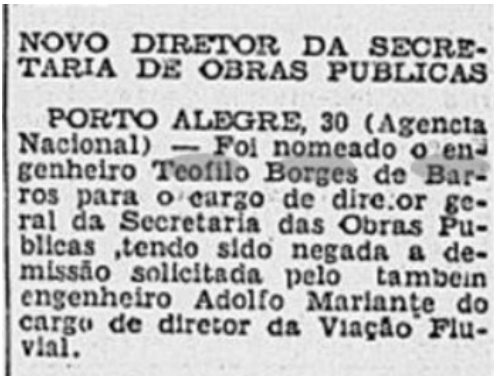 NOVO DIRETOR DA SECRE-
TARIA DE OBRAS PUBLICAS
PORTO ALEGRE, 30 (Agencia
Nacional) — Foi nomeado o en-
genheiro Teofilo Borges de Bar-
ros para o cargo de dire.or ge-
ral da Secretaria das Obras Pu-
blicas ,tendo sido negada a de-
missão solicitada pelo tambem
engenheiro Adolfo Mariante do
cargo de diretor da Viação Flu-
vial.